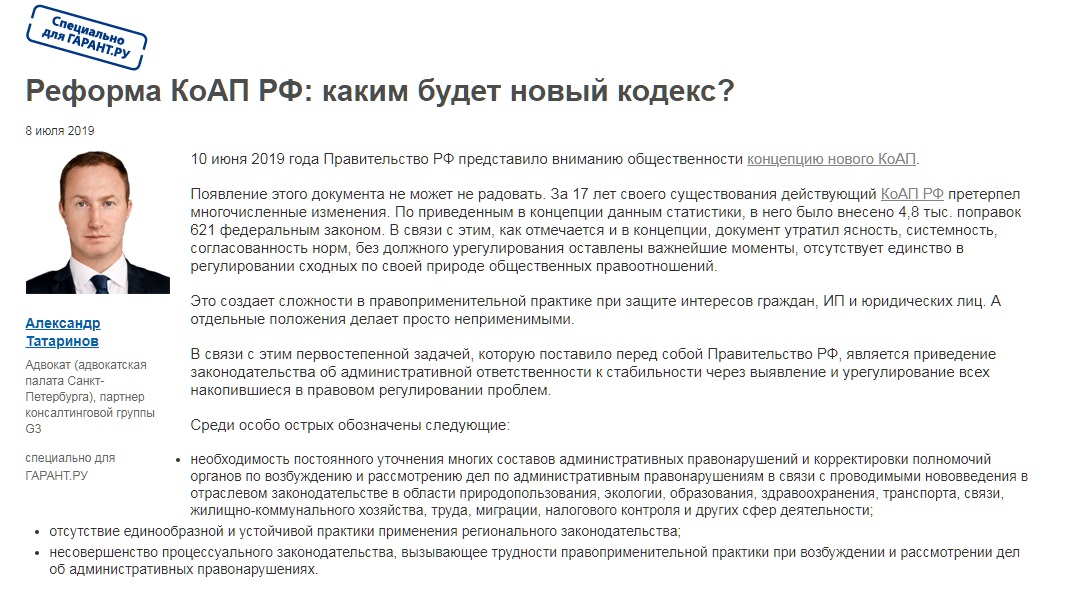 Специально
для ГАРАНТ.РУ
Реформа КоАП РФ: каким будет новый кодекс?
8 июля 2019
Александр
Татаринов
Адвокат (адвокатская
палата Санкт-
Петербурга), партнер
консалтинговой группы
G3
специально для
ГАРАНТ.РУ
10 июня 2019 года Правительство РФ представило вниманию общественности концепцию нового КоАП.
Появление этого документа не может не радовать. За 17 лет своего существования действующий КоАП РФ претерпел
многочисленные изменения. По приведенным в концепции данным статистики, в него было внесено 4,8 тыс. поправок
621 федеральным законом. В связи с этим, как отмечается и в концепции, документ утратил ясность, системность,
согласованность норм, без должного урегулирования оставлены важнейшие моменты, отсутствует единство в
регулировании сходных по своей природе общественных правоотношений.
Это создает сложности в правоприменительной практике при защите интересов граждан, ИП и юридических лиц. А
отдельные положения делает просто неприменимыми.
В связи с этим первостепенной задачей, которую поставило перед собой Правительство РФ, является приведение
законодательства об административной ответственности к стабильности через выявление и урегулирование всех
накопившиеся в правовом регулировании проблем.
Среди особо острых обозначены следующие:
• необходимость постоянного уточнения многих составов административных правонарушений и корректировки полномочий
органов по возбуждению и рассмотрению дел по административным правонарушениям в связи с проводимыми нововведения в
отраслевом законодательстве в области природопользования, экологии, образования, здравоохранения, транспорта, связи,
жилищно-коммунального хозяйства, труда, миграции, налогового контроля и других сфер деятельности;
• отсутствие единообразной и устойчивой практики применения регионального законодательства;
• несовершенство процессуального законодательства, вызывающее трудности правоприменительной практики при возбуждении и рассмотрении дел
об административных правонарушениях.